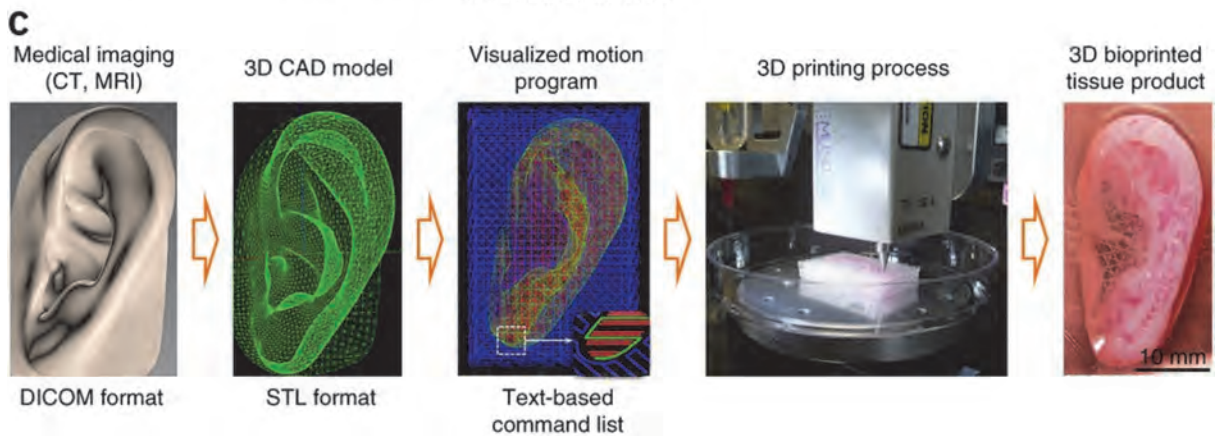 C
Medical imaging
(CT, MRI)
3D CAD model
Visualized motion
program
3D printing process
3D bioprinted
tissue product
15
10 mm
DICOM format
STL format
Text-based
command list